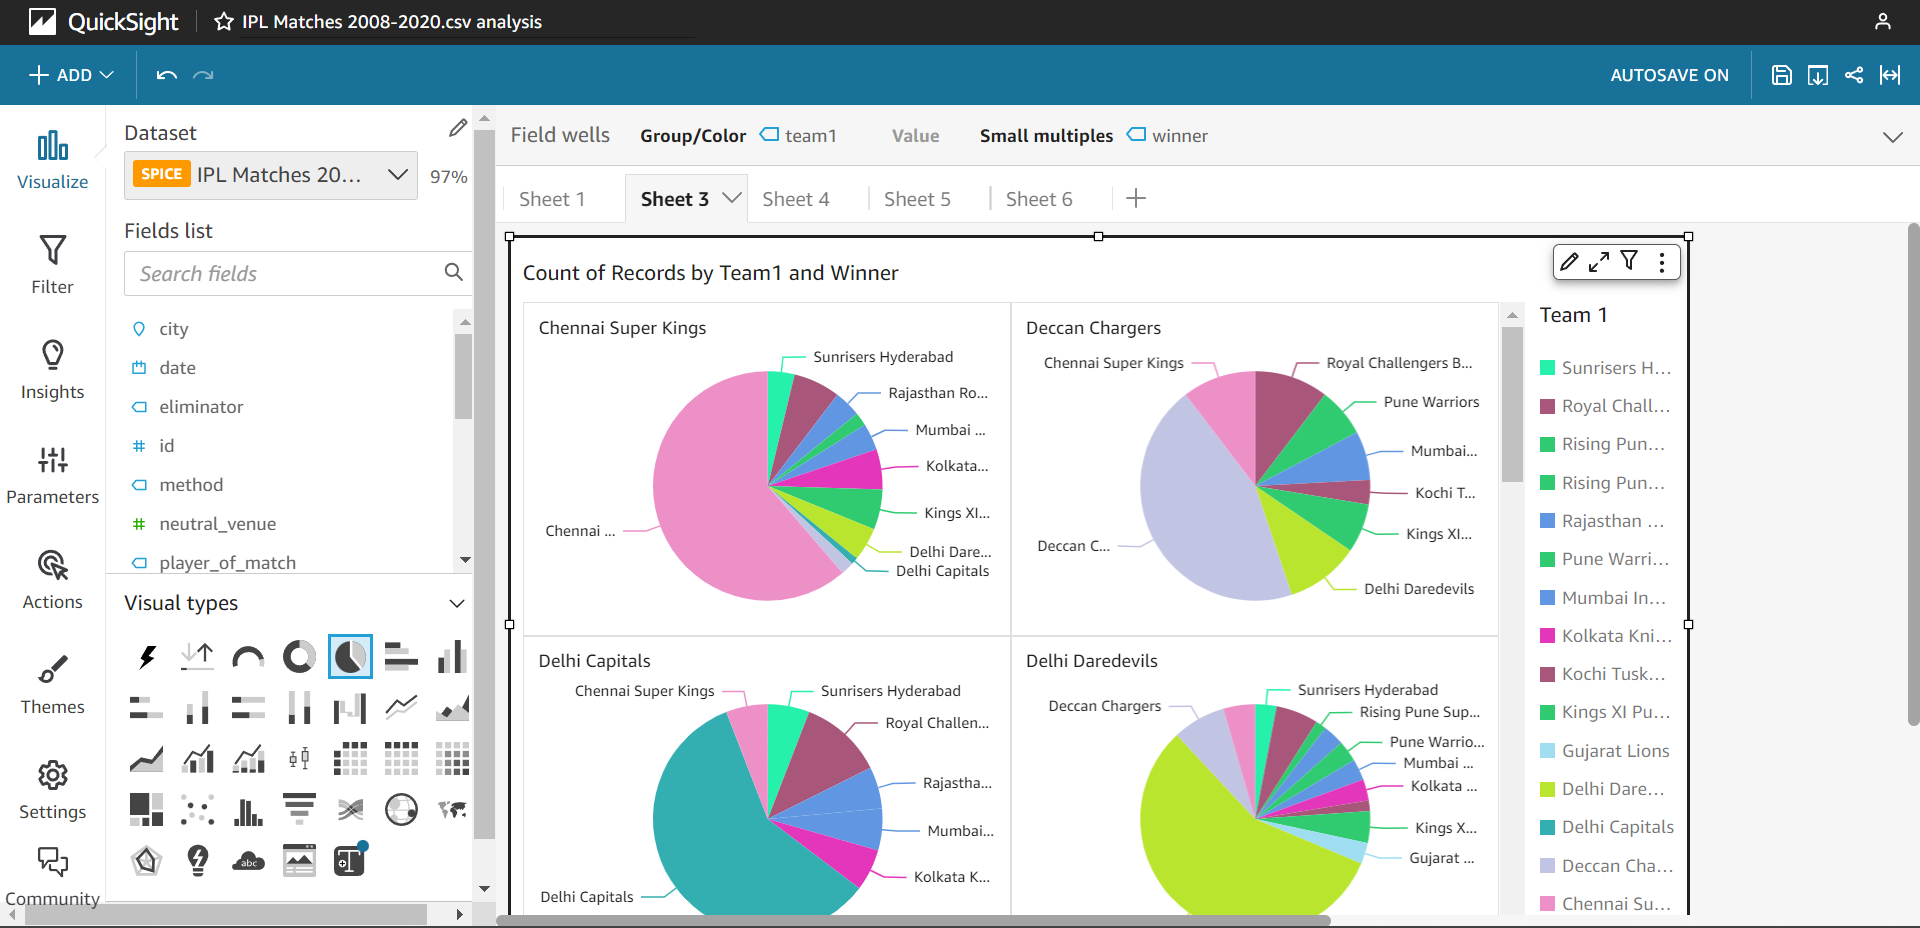 QuickSight
IPL Matches 2008-2020.csv analysis
ADD
AUTOSAVE ON
Visualize
Filter
Insights
Parameters
Actions
Themes
Settings
Community
Dataset
SPICE IPL Matches 20... 97%
Fields list
Search fields
city
date
eliminator
id
method
neutral_venue
player_of_match
Visual types
abc
Field wells Group/Color team1 Value Small multiples winner
Sheet 1 Sheet 3 Sheet 4 Sheet 5 Sheet 6
Count of Records by Team1 and Winner
Chennai Super Kings
Sunrisers Hyderabad
Rajasthan Ro...
Mumbai ...
Kolkata...
Kings XI...
Delhi Dare...
Delhi Capitals
Chennai ...
Deccan Chargers
Chennai Super Kings
Royal Challengers B...
Pune Warriors
Mumbai...
Kochi T...
Kings XI...
Delhi Daredevils
Deccan C...
Delhi Capitals
Chennai Super Kings
Sunrisers Hyderabad
Royal Challen...
Rajastha...
Mumbai...
Kolkata K...
Delhi Capitals
Delhi Daredevils
Deccan Chargers
Sunrisers Hyderabad
Rising Pune Sup...
Pune Warrio...
Mumbai ...
Kolkata ...
Kings X...
Gujarat ...
Team 1
Sunrisers H...
Royal Chall...
Rising Pun...
Rising Pun...
Rajasthan ...
Pune Warri...
Mumbai In...
Kolkata Kni...
Kochi Tusk...
Kings XI Pu...
Gujarat Lions
Delhi Dare...
Delhi Capitals
Deccan Cha...
Chennai Su...